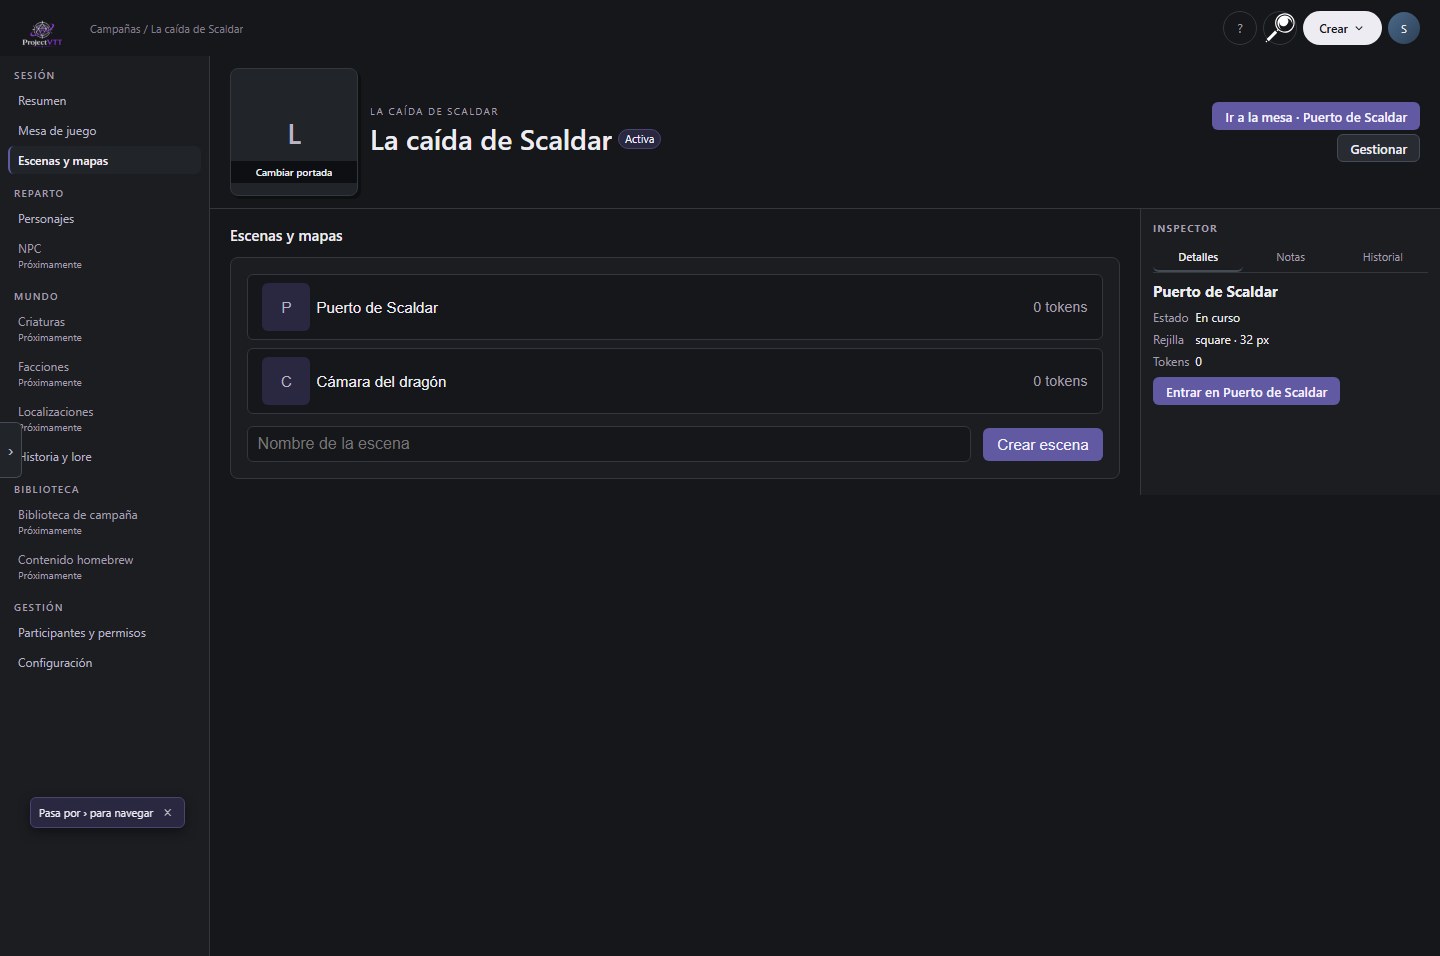 ProjectVTT
Campañas / La caída de Scaldar
?
Crear
S
SESIÓN
Resumen
Mesa de juego
Escenas y mapas
REPARTO
Personajes
NPC
Próximamente
MUNDO
Criaturas
Próximamente
Facciones
Próximamente
Localizaciones
Próximamente
›
Historia y lore
BIBLIOTECA
Biblioteca de campaña
Próximamente
Contenido homebrew
Próximamente
GESTIÓN
Participantes y permisos
Configuración
Pasa por › para navegar ×
L
Cambiar portada
LA CAÍDA DE SCALDAR
La caída de Scaldar Activa
Ir a la mesa · Puerto de Scaldar
Gestionar
Escenas y mapas
P Puerto de Scaldar 0 tokens
C Cámara del dragón 0 tokens
Nombre de la escena Crear escena
INSPECTOR
Detalles Notas Historial
Puerto de Scaldar
Estado En curso
Rejilla square · 32 px
Tokens 0
Entrar en Puerto de Scaldar